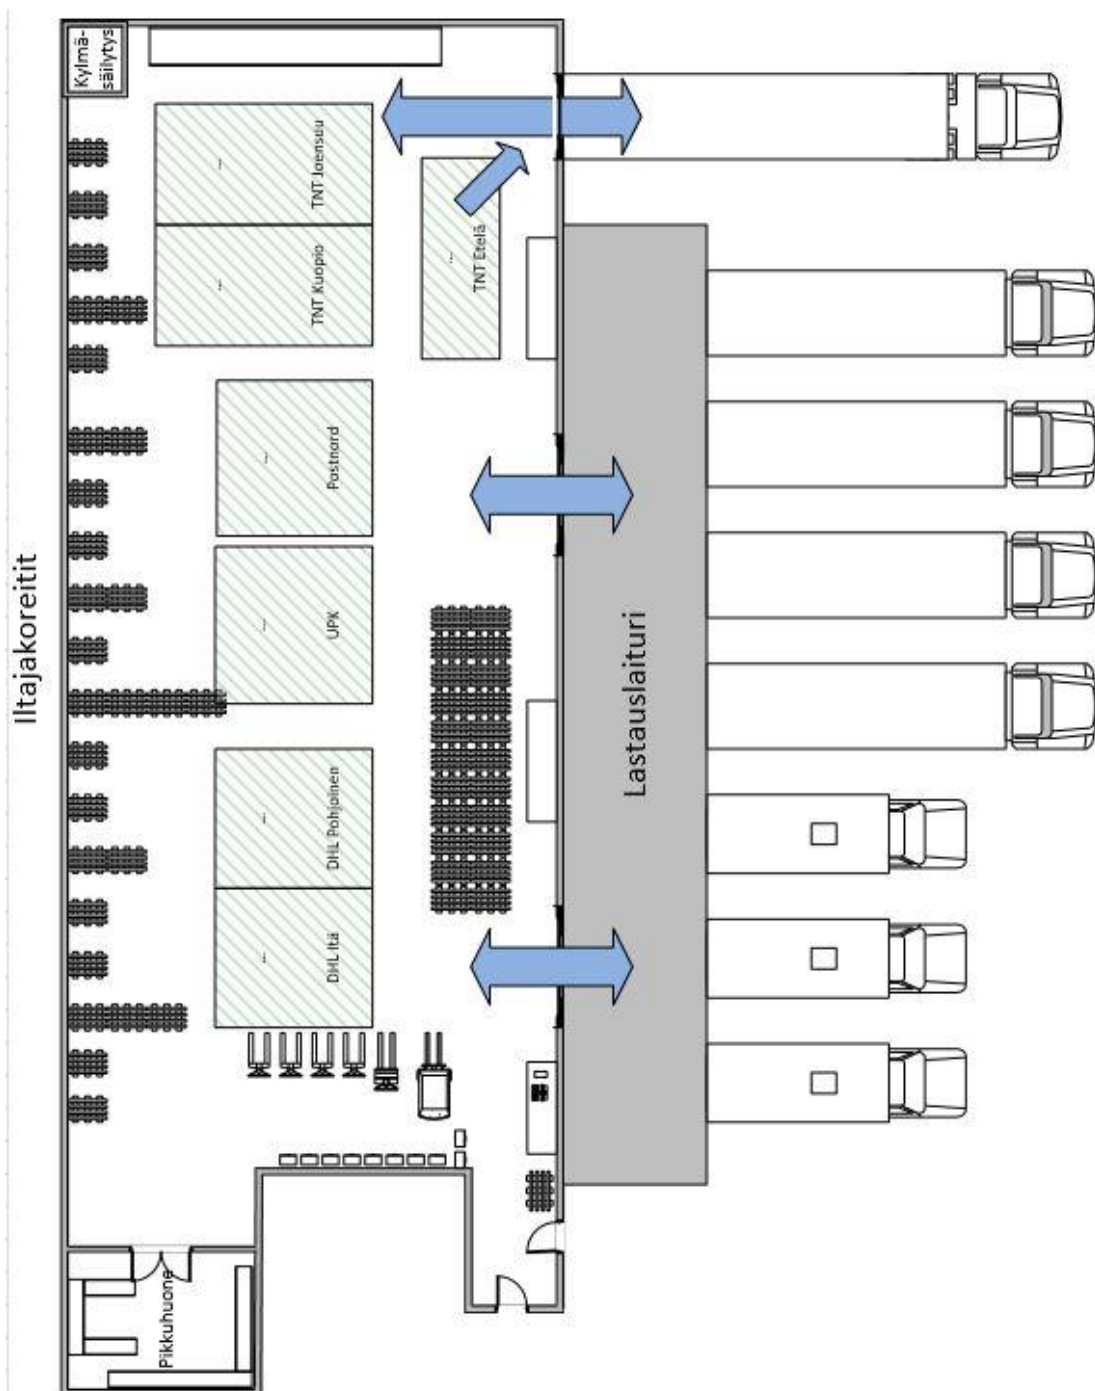 Iltajakoreitit
Kylmä-
säilytys
TNT Joensuu
TNT Kuopio
TNT Etelä
Postnord
UPK
DHL Pohjoinen
DHL Itä
Lastauslaituri
Pikkuhuone